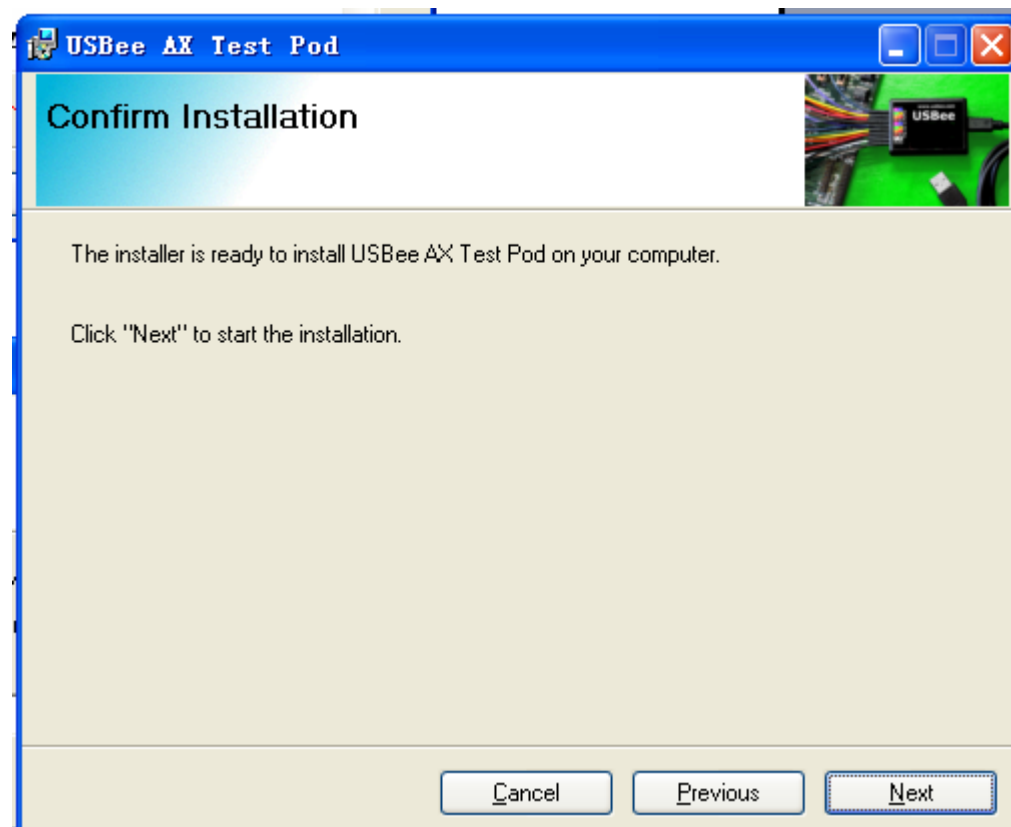 USBee AX Test Pod
Confirm Installation
USBee
The installer is ready to install USBee AX Test Pod on your computer.
Click "Next" to start the installation.
Cancel
Previous
Next